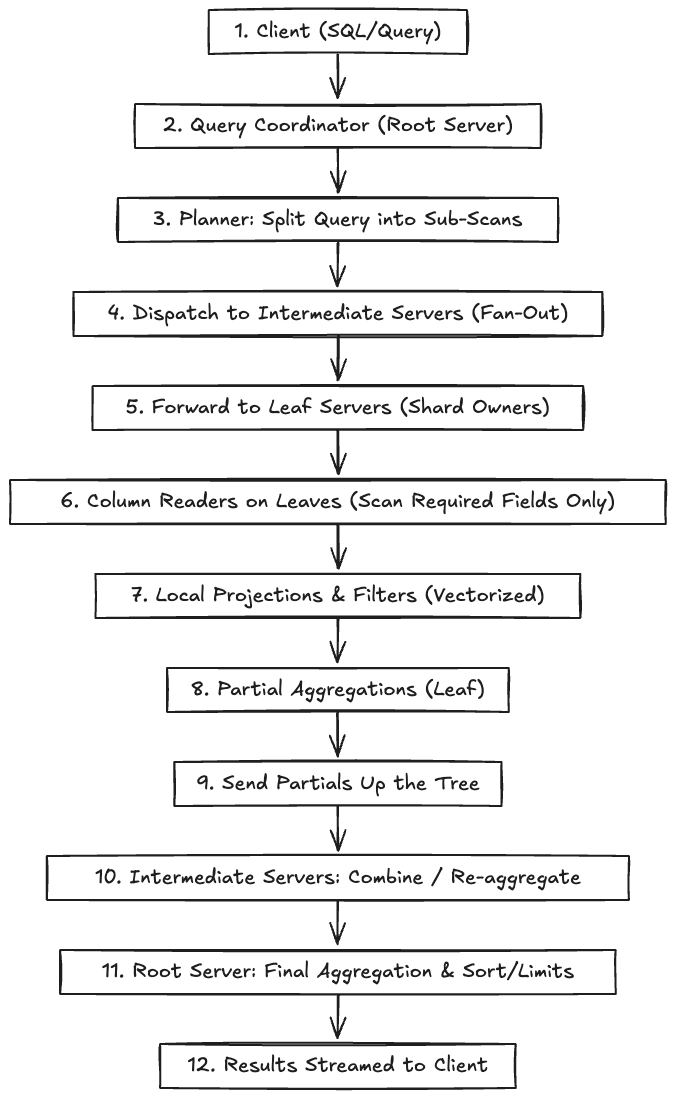 1. Client (SQL/Query)
2. Query Coordinator (Root Server)
3. Planner: Split Query into Sub-Scans
4. Dispatch to Intermediate Servers (Fan-Out)
5. Forward to Leaf Servers (Shard Owners)
6. Column Readers on Leaves (Scan Required Fields Only)
7. Local Projections & Filters (Vectorized)
8. Partial Aggregations (Leaf)
9. Send Partials Up the Tree
10. Intermediate Servers: Combine / Re-aggregate
11. Root Server: Final Aggregation & Sort/Limits
12. Results Streamed to Client